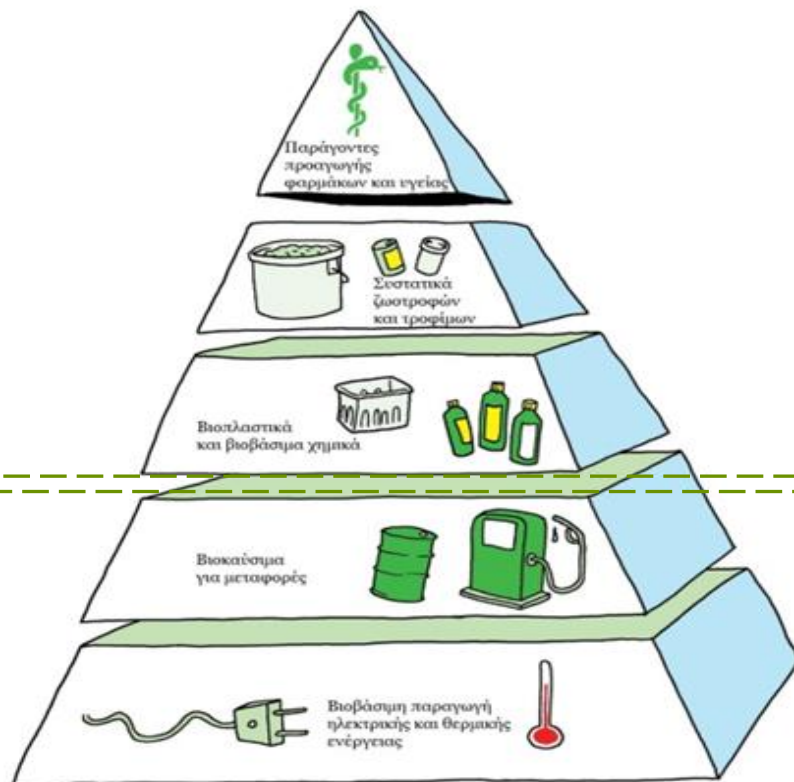 Παράγοντες
προαγωγής
φαρμάκων και υγείας
Συστατικά
ζωοτροφών
και τροφίμων
Βιοπλαστικά
και βιοβάσιμα χημικά
Βιοκαύσιμα
για μεταφορές
Βιοβάσιμη παραγωγή
ηλεκτρικής και θερμικής
ενέργειας